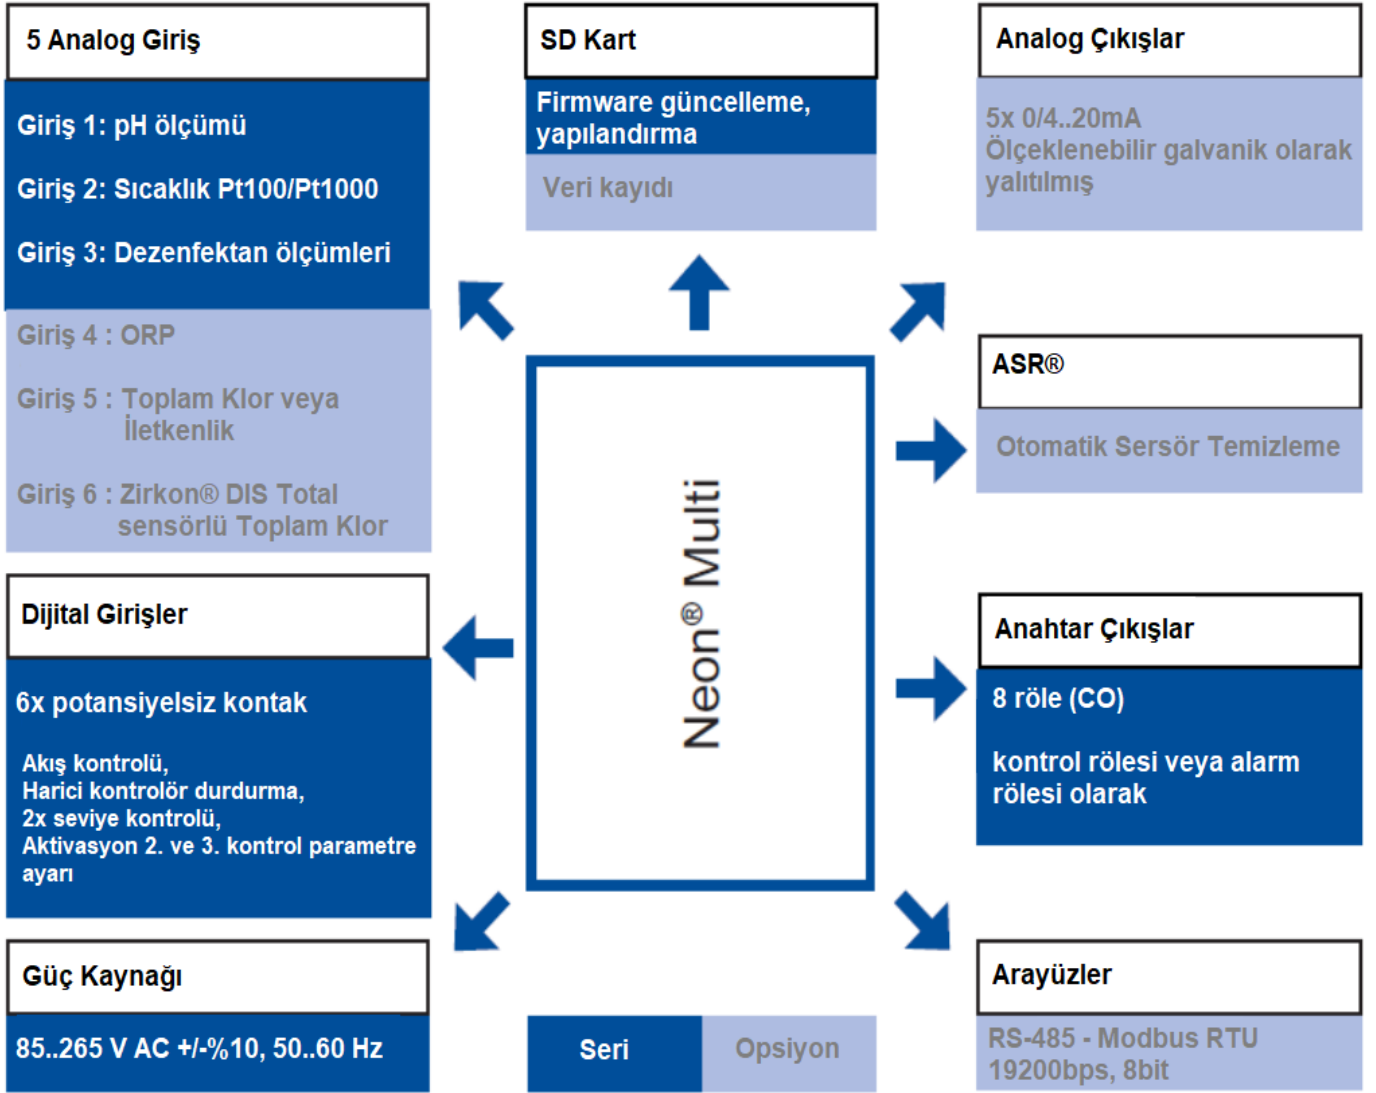 5 Analog Giriş
Giriş 1: pH ölçümü
Giriş 2: Sıcaklık Pt100/Pt1000
Giriş 3: Dezenfektan ölçümleri
Giriş 4 : ORP
Giriş 5 : Toplam Klor veya
İletkenlik
Giriş 6 : Zirkon® DIS Total
sensörlü Toplam Klor
Dijital Girişler
6x potansiyelsiz kontak
Akış kontrolü,
Harici kontrolör durdurma,
2x seviye kontrolü,
Aktivasyon 2. ve 3. kontrol parametre
ayarı
Güç Kaynağı
85..265 V AC +/-%10, 50..60 Hz
SD Kart
Firmware güncelleme,
yapılandırma
Veri kayıdı
Neon® Multi
Seri
Opsiyon
Analog Çıkışlar
5x 0/4..20mA
Ölçeklenebilir galvanik olarak
yalıtılmış
ASR®
Otomatik Sersör Temizleme
Anahtar Çıkışlar
8 röle (CO)
kontrol rölesi veya alarm
rölesi olarak
Arayüzler
RS-485 - Modbus RTU
19200bps, 8bit